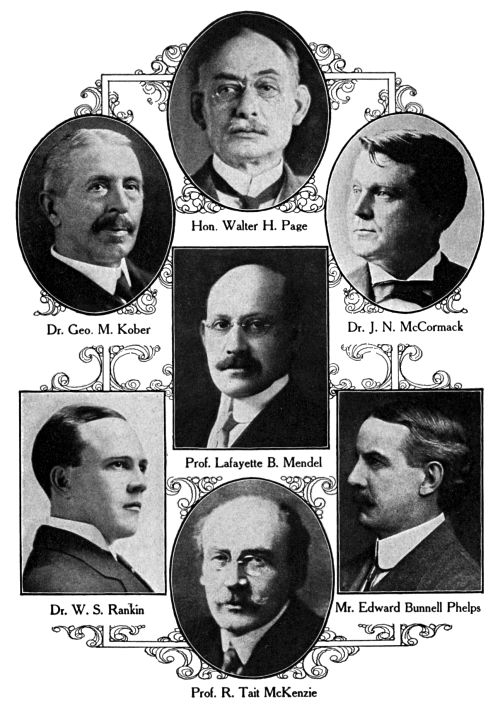 Hon. Walter H. Page
Dr. Geo. M. Kober
Dr. J. N. McCormack
Prof. Lafayette B. Mendel
Dr. W. S. Rankin
Mr. Edward Bunnell Phelps
Prof. R. Tait McKenzie